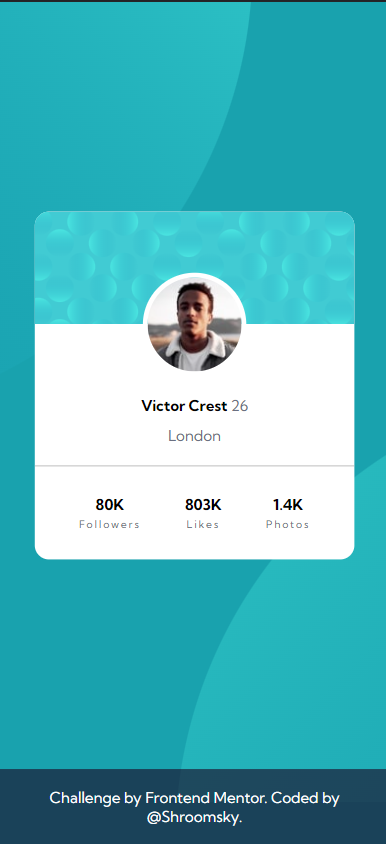 Victor Crest 26
London
80K 803K 1.4K
Followers Likes Photos
Challenge by Frontend Mentor. Coded by
@Shroomsky.